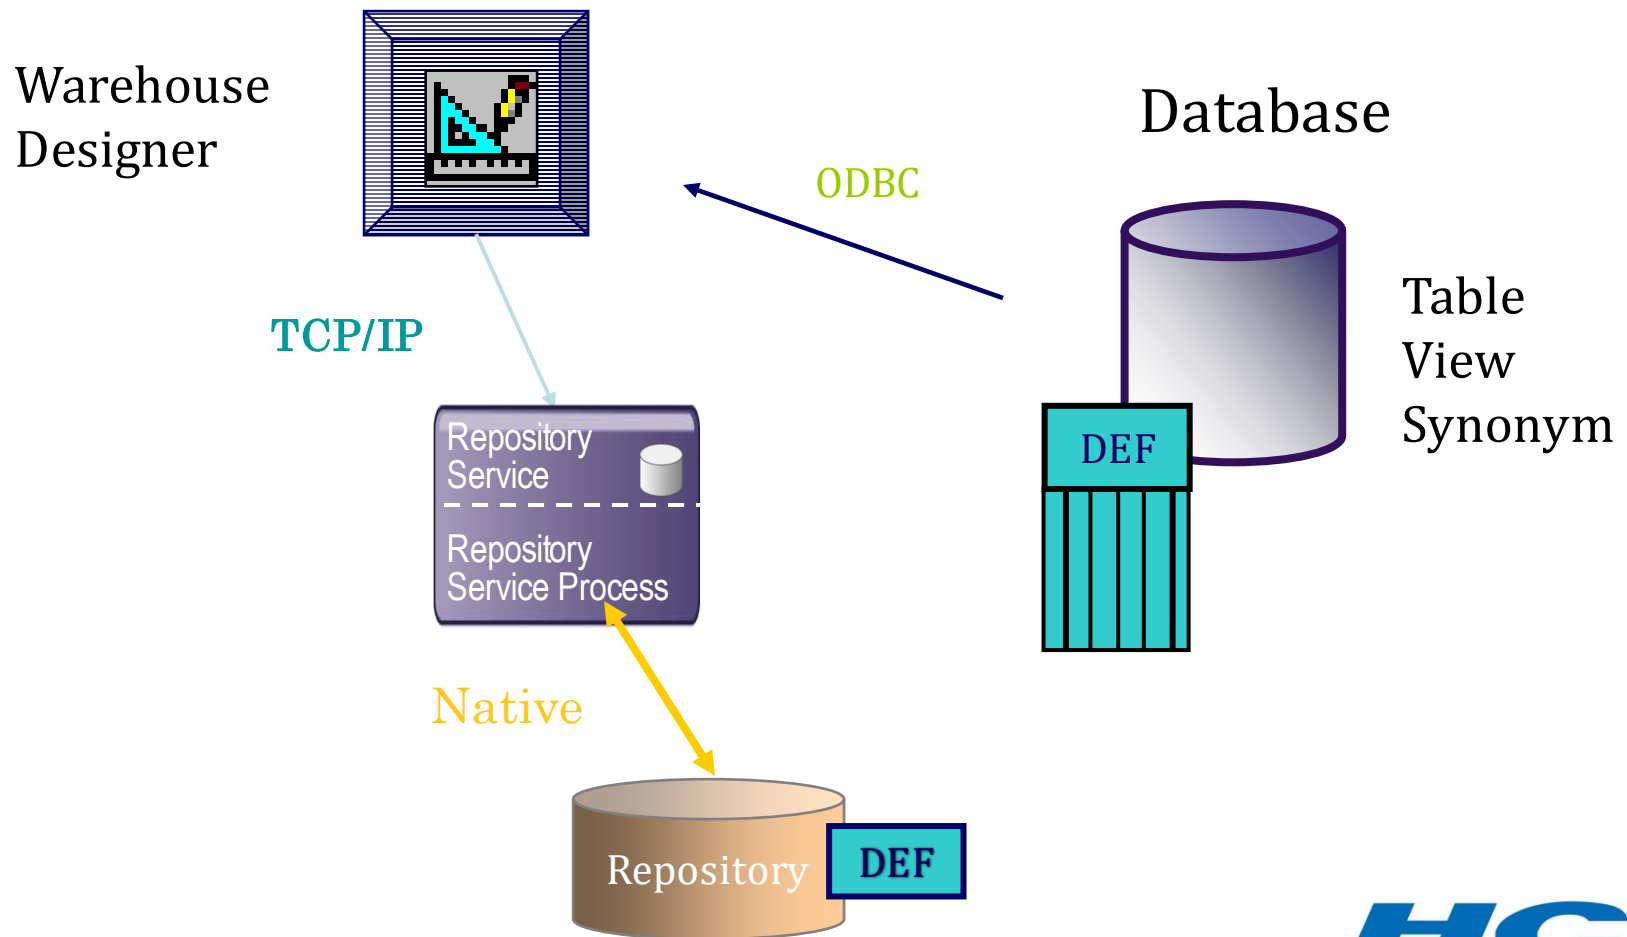 Warehouse
Designer
Database
ODBC
TCP/IP
Table
View
Synonym
Repository
Service
DEF
Repository
Service Process
Native
Repository
DEF